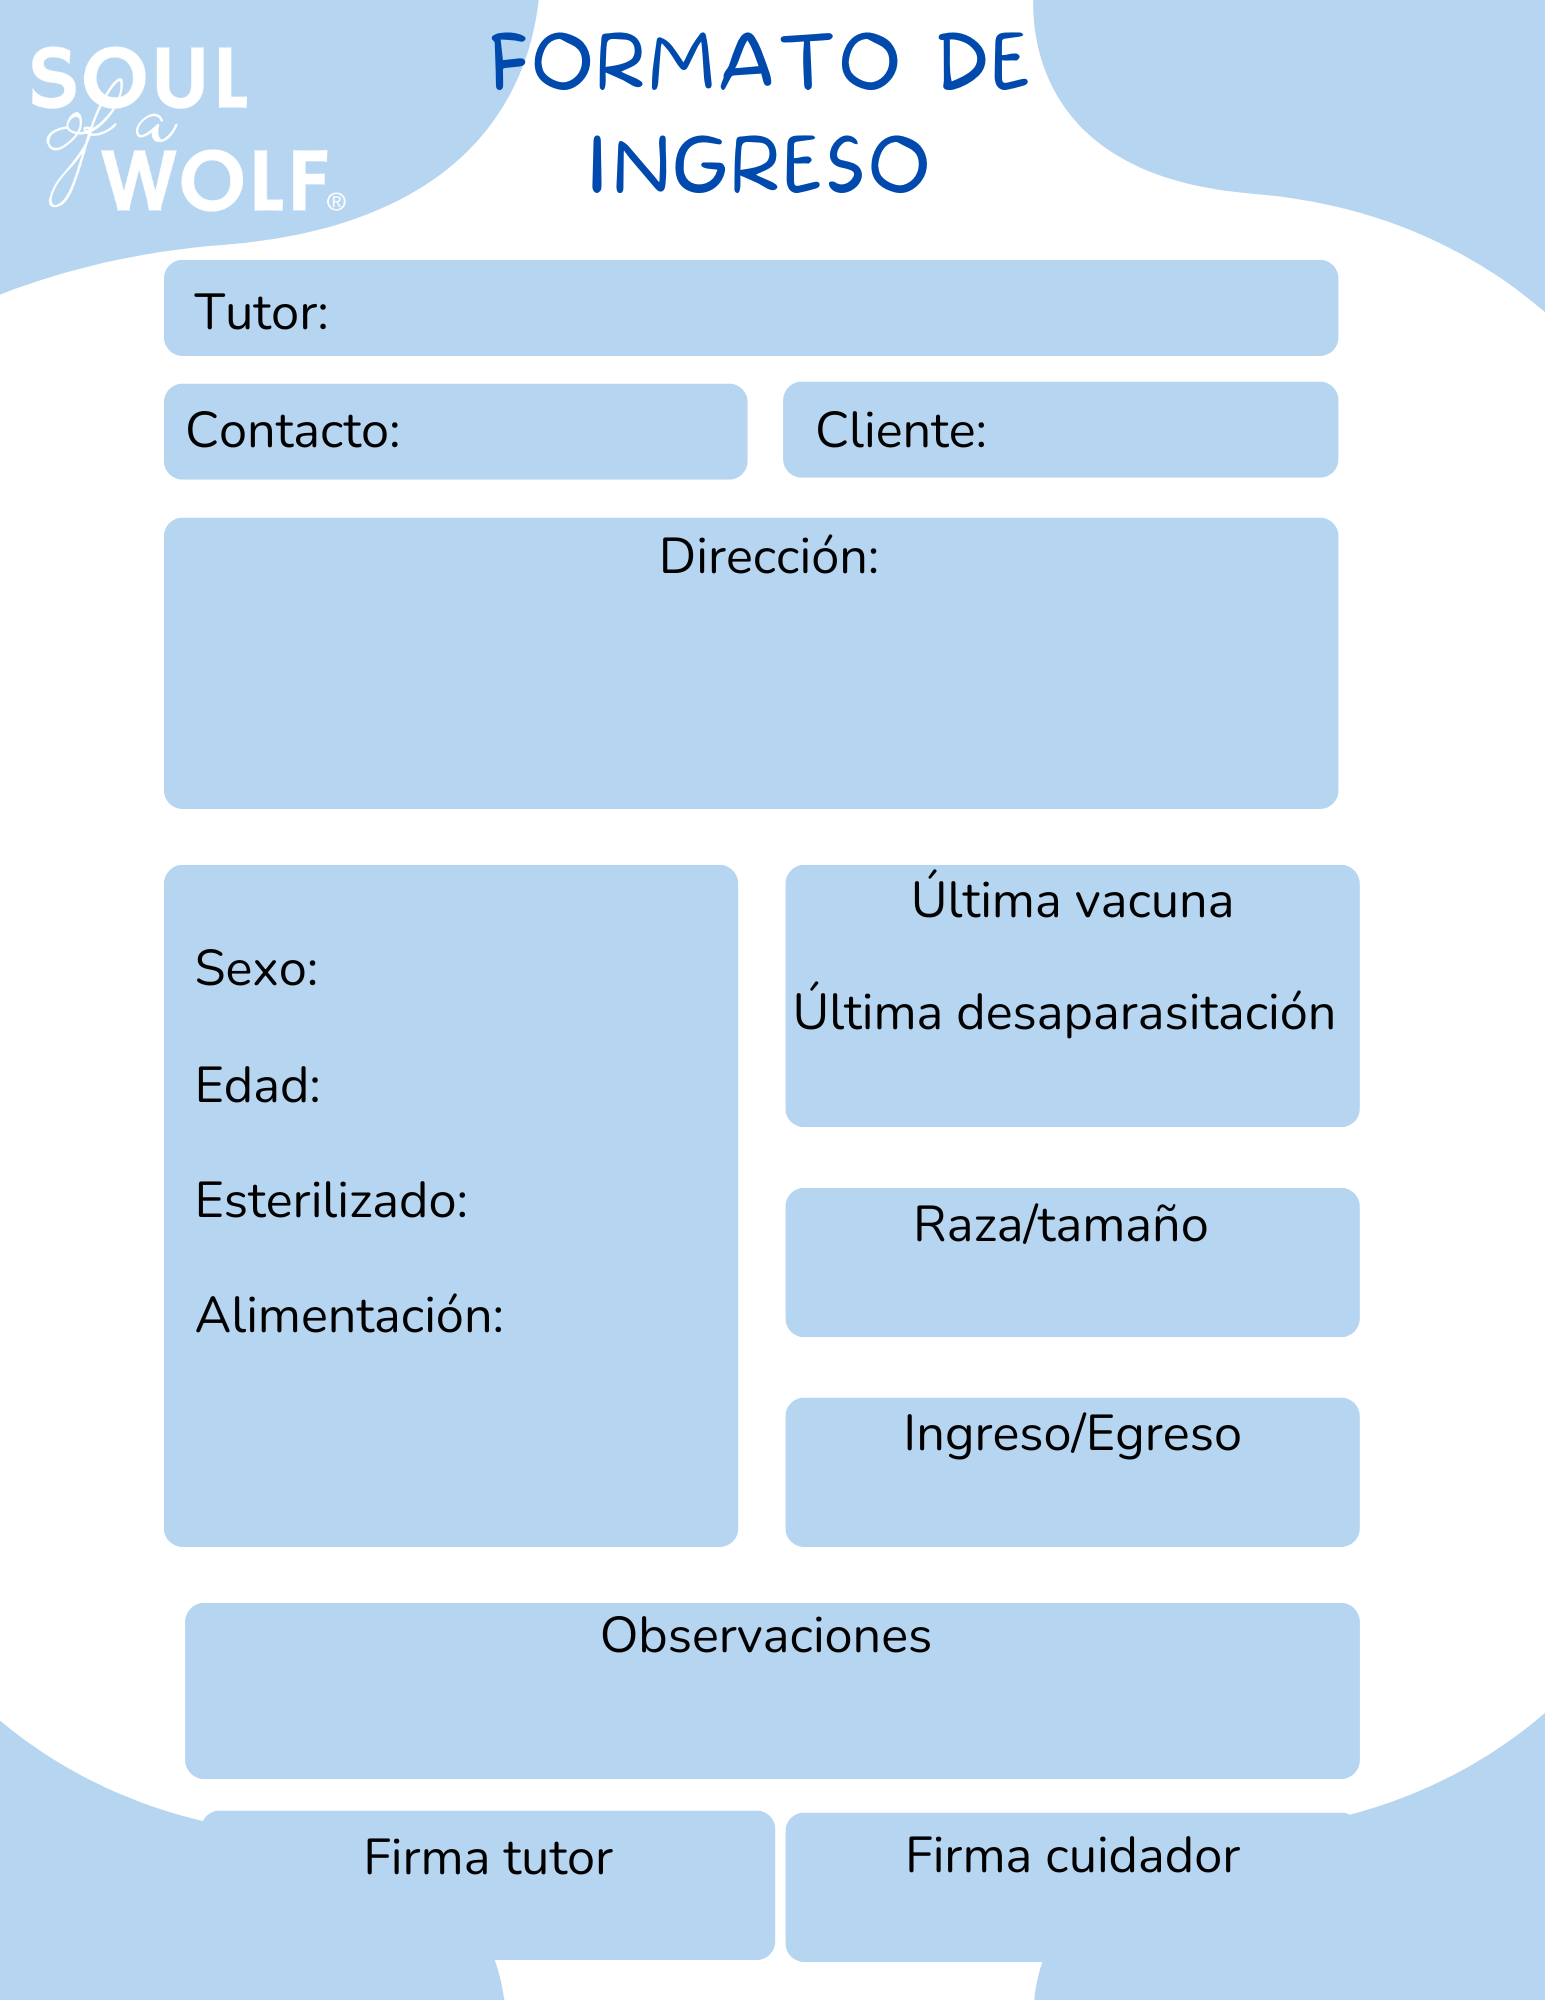 SOUL
of a
WOLF®
FORMATO DE
INGRESO
Tutor:
Contacto:
Cliente:
Dirección:
Sexo:
Edad:
Esterilizado:
Alimentación:
Última vacuna
Última desaparasitación
Raza/tamaño
Ingreso/Egreso
Observaciones
Firma tutor
Firma cuidador